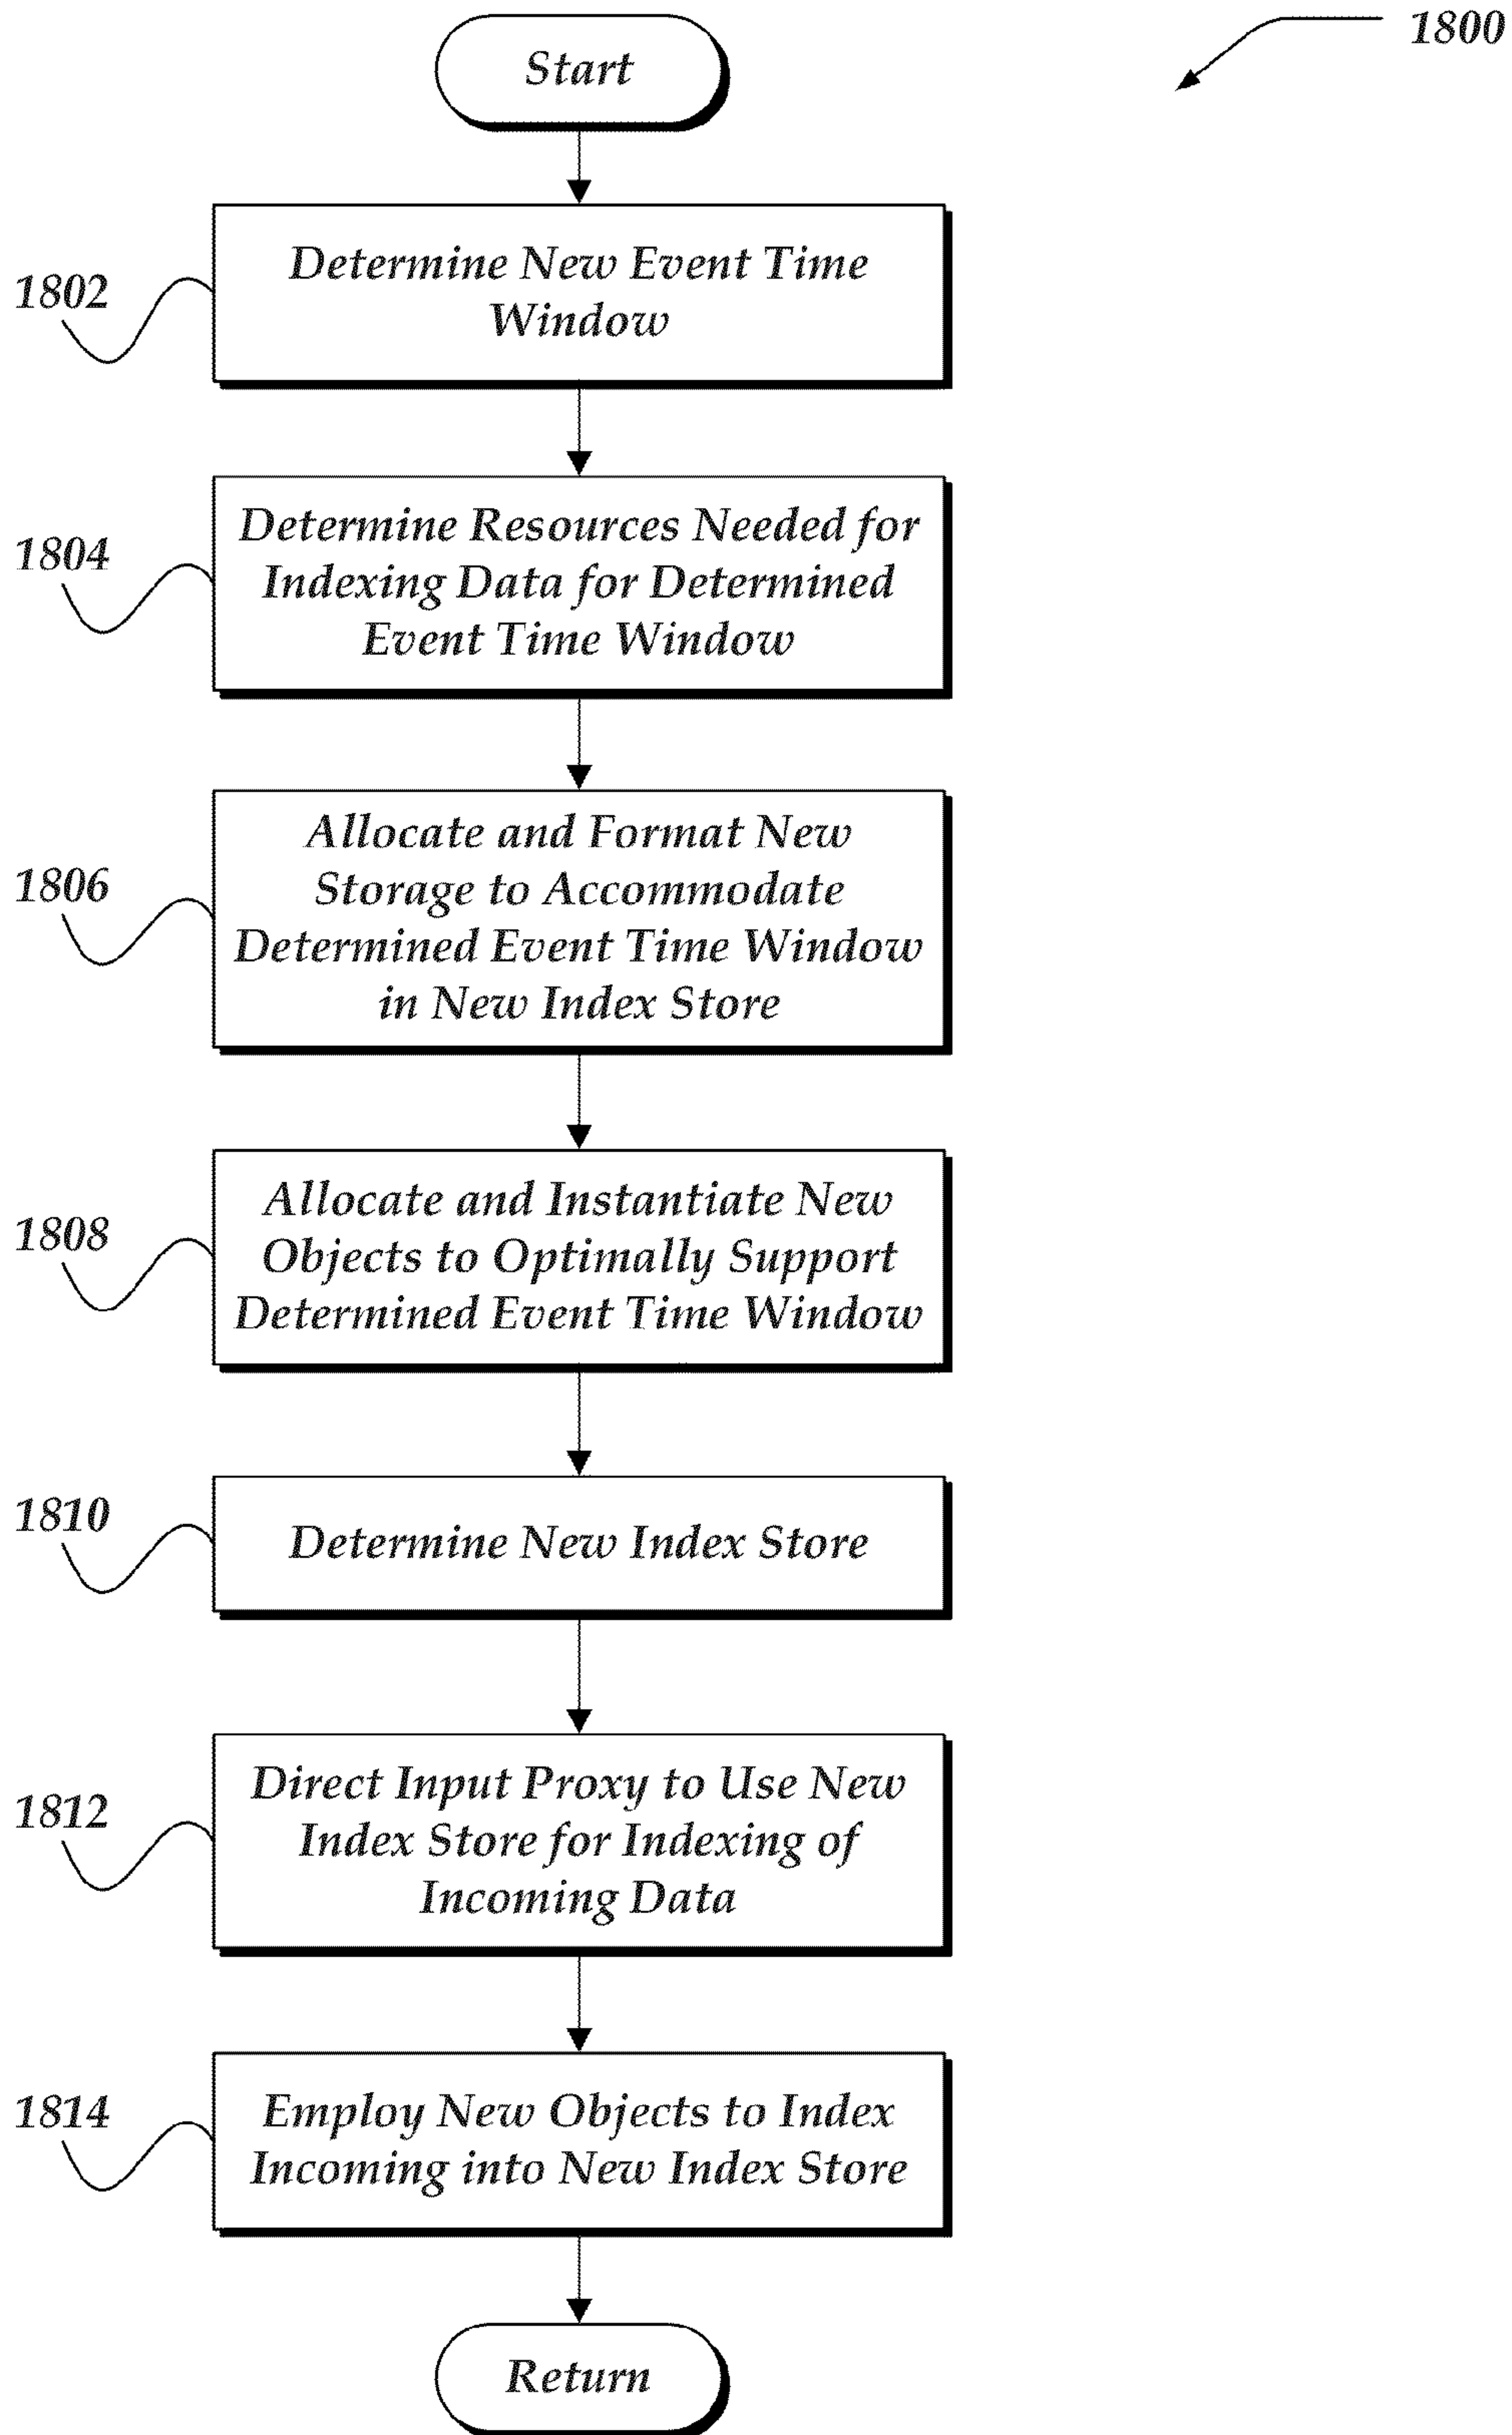 1800
Start
1802
Determine New Event Time
Window
1804
Determine Resources Needed for
Indexing Data for Determined
Event Time Window
1806
Allocate and Format New
Storage to Accommodate
Determined Event Time Window
in New Index Store
1808
Allocate and Instantiate New
Objects to Optimally Support
Determined Event Time Window
1810
Determine New Index Store
1812
Direct Input Proxy to Use New
Index Store for Indexing of
Incoming Data
1814
Employ New Objects to Index
Incoming into New Index Store
Return